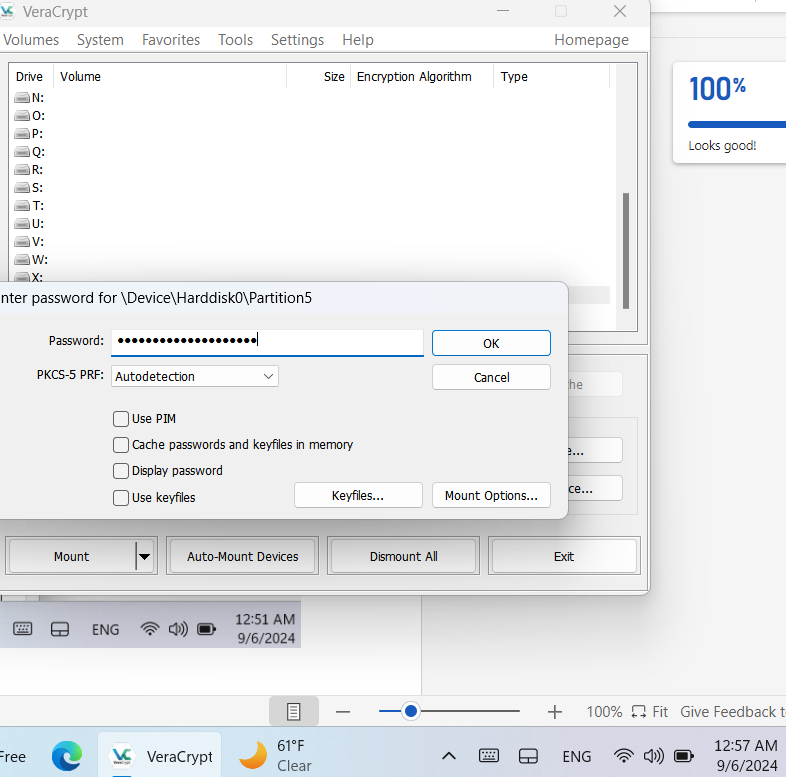 VeraCrypt
Volumes System Favorites Tools Settings Help Homepage
Drive Volume Size Encryption Algorithm Type
N:
O:
P:
Q:
R:
S:
T:
U:
V:
W:
X:
100%
Looks good!
nter password for \Device\Harddisk0\Partition5
Password: ●●●●●●●●●●●●●●●●●●●● OK
PKCS-5 PRF: Autodetection Cancel
he
Use PIM
Cache passwords and keyfiles in memory
e...
Display password
ce...
Use keyfiles Keyfiles... Mount Options...
Mount Auto-Mount Devices Dismount All Exit
ENG 12:51 AM
9/6/2024
100% Fit Give Feedback t
Free VeraCrypt 61°F
Clear
ENG 12:57 AM
9/6/2024